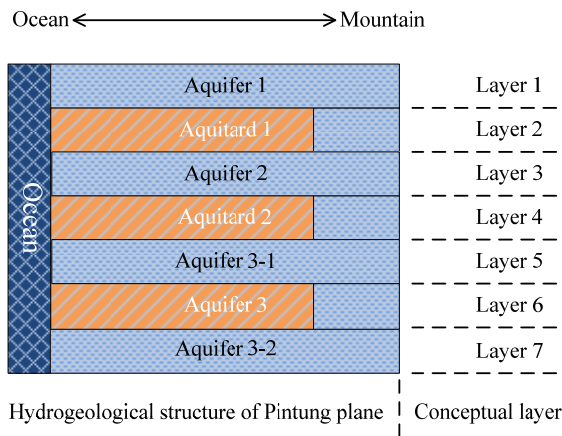 Ocean Mountain
Aquifer 1 Layer 1
Aquitard 1 Layer 2
Aquifer 2 Layer 3
Ocean
Aquitard 2 Layer 4
Aquifer 3-1 Layer 5
Aquifer 3 Layer 6
Aquifer 3-2 Layer 7
Hydrogeological structure of Pintung plane Conceptual layer